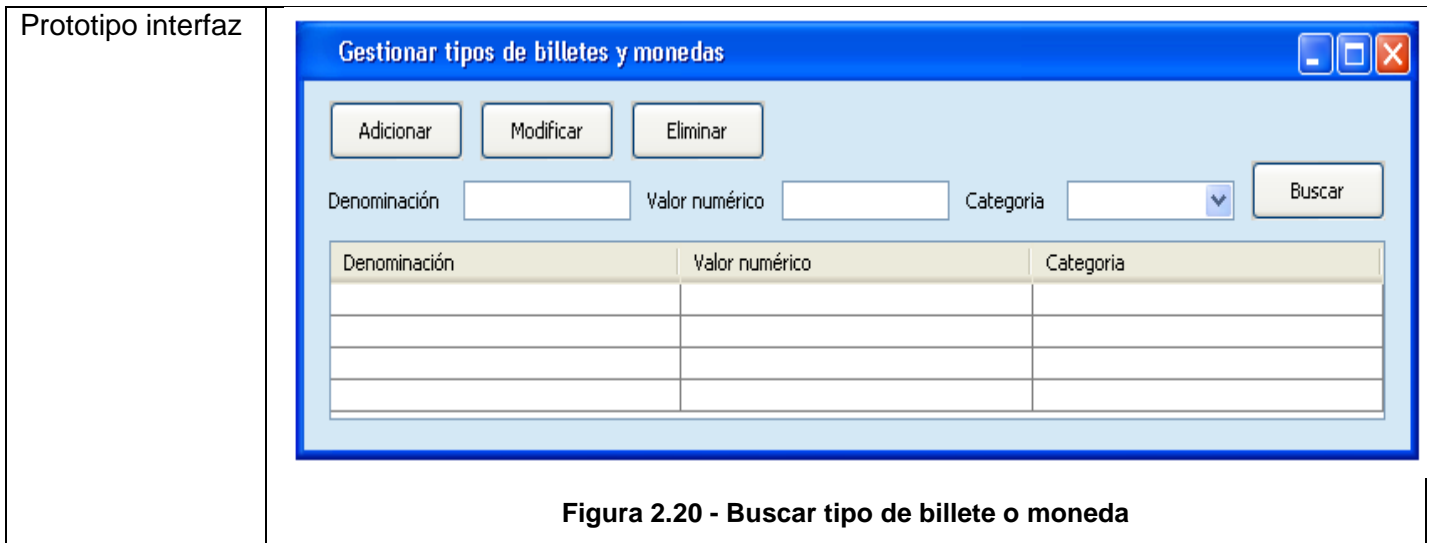 Prototipo interfaz
Gestionar tipos de billetes y monedas
Adicionar Modificar Eliminar
Denominación Valor numérico Categoria Buscar
Denominación Valor numérico Categoria
Figura 2.20 - Buscar tipo de billete o moneda